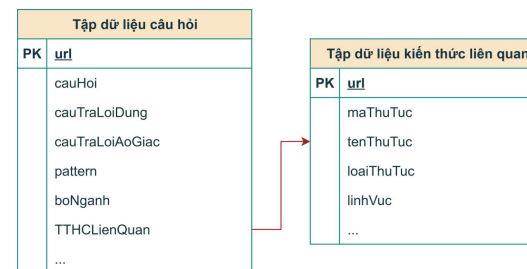 Tập dữ liệu câu hỏi
PK url
cauHoi
cauTraLoiDung
cauTraLoiAoGiac
pattern
boNganh
TTHCLienQuan
...
Tập dữ liệu kiến thức liên quan
PK url
maThuTuc
tenThuTuc
loaiThuTuc
linhVuc
...